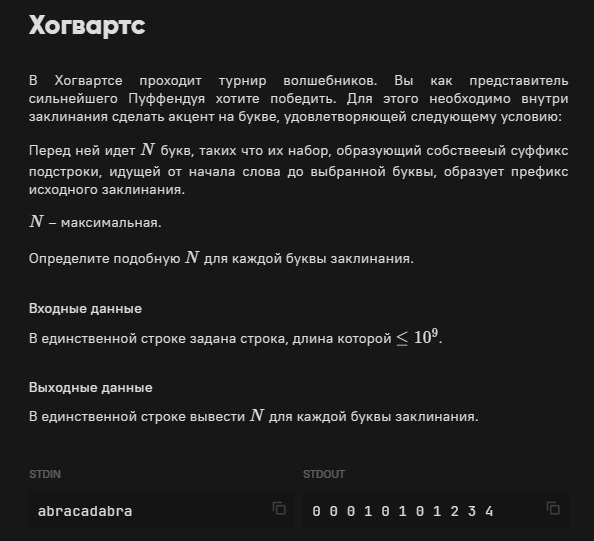 Хогвартс
В Хогвартсе проходит турнир волшебников. Вы как представитель
сильнейшего Пуффендуя хотите победить. Для этого необходимо внутри
заклинания сделать акцент на букве, удовлетворяющей следующему условию:
Перед ней идет N букв, таких что их набор, образующий собствееый суффикс
подстроки, идущей от начала слова до выбранной буквы, образует префикс
исходного заклинания.
N – максимальная.
Определите подобную N для каждой буквы заклинания.
Входные данные
В единственной строке задана строка, длина которой ≤ 10⁹.
Выходные данные
В единственной строке вывести N для каждой буквы заклинания.
STDIN
abracadabra
STDOUT
0 0 0 1 0 1 0 1 2 3 4